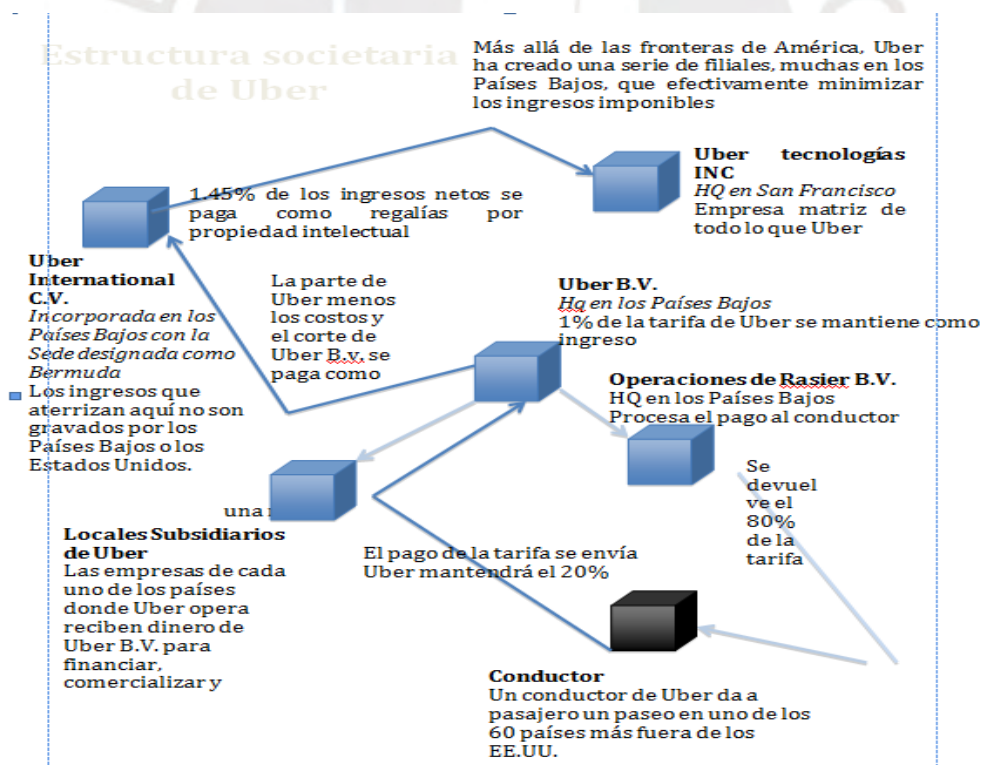 Estructura societaria
de Uber
Más allá de las fronteras de América, Uber
ha creado una serie de filiales, muchas en los
Países Bajos, que efectivamente minimizar
los ingresos imponibles
Uber tecnologías
INC
HQ en San Francisco
Empresa matriz de
todo lo que Uber
1.45% de los ingresos netos se
paga como regalías por
propiedad intelectual
Uber
International
C.V.
Incorporada en los
Países Bajos con la
Sede designada como
Bermuda
Los ingresos que
aterrizan aquí no son
gravados por los
Países Bajos o los
Estados Unidos.
La parte de
Uber menos
los costos y
el corte de
Uber B.v. se
paga como
Uber B.V.
Hq en los Países Bajos
1% de la tarifa de Uber se mantiene como
ingreso
Operaciones de Rasier B.V.
HQ en los Países Bajos
Procesa el pago al conductor
Se
devuel
ve el
80%
de la
tarifa
una
Locales Subsidiarios
de Uber
Las empresas de cada
uno de los países
donde Uber opera
reciben dinero de
Uber B.V. para
financiar,
comercializar y
El pago de la tarifa se envía
Uber mantendrá el 20%
Conductor
Un conductor de Uber da a
pasajero un paseo en uno de los
60 países más fuera de los
EE.UU.